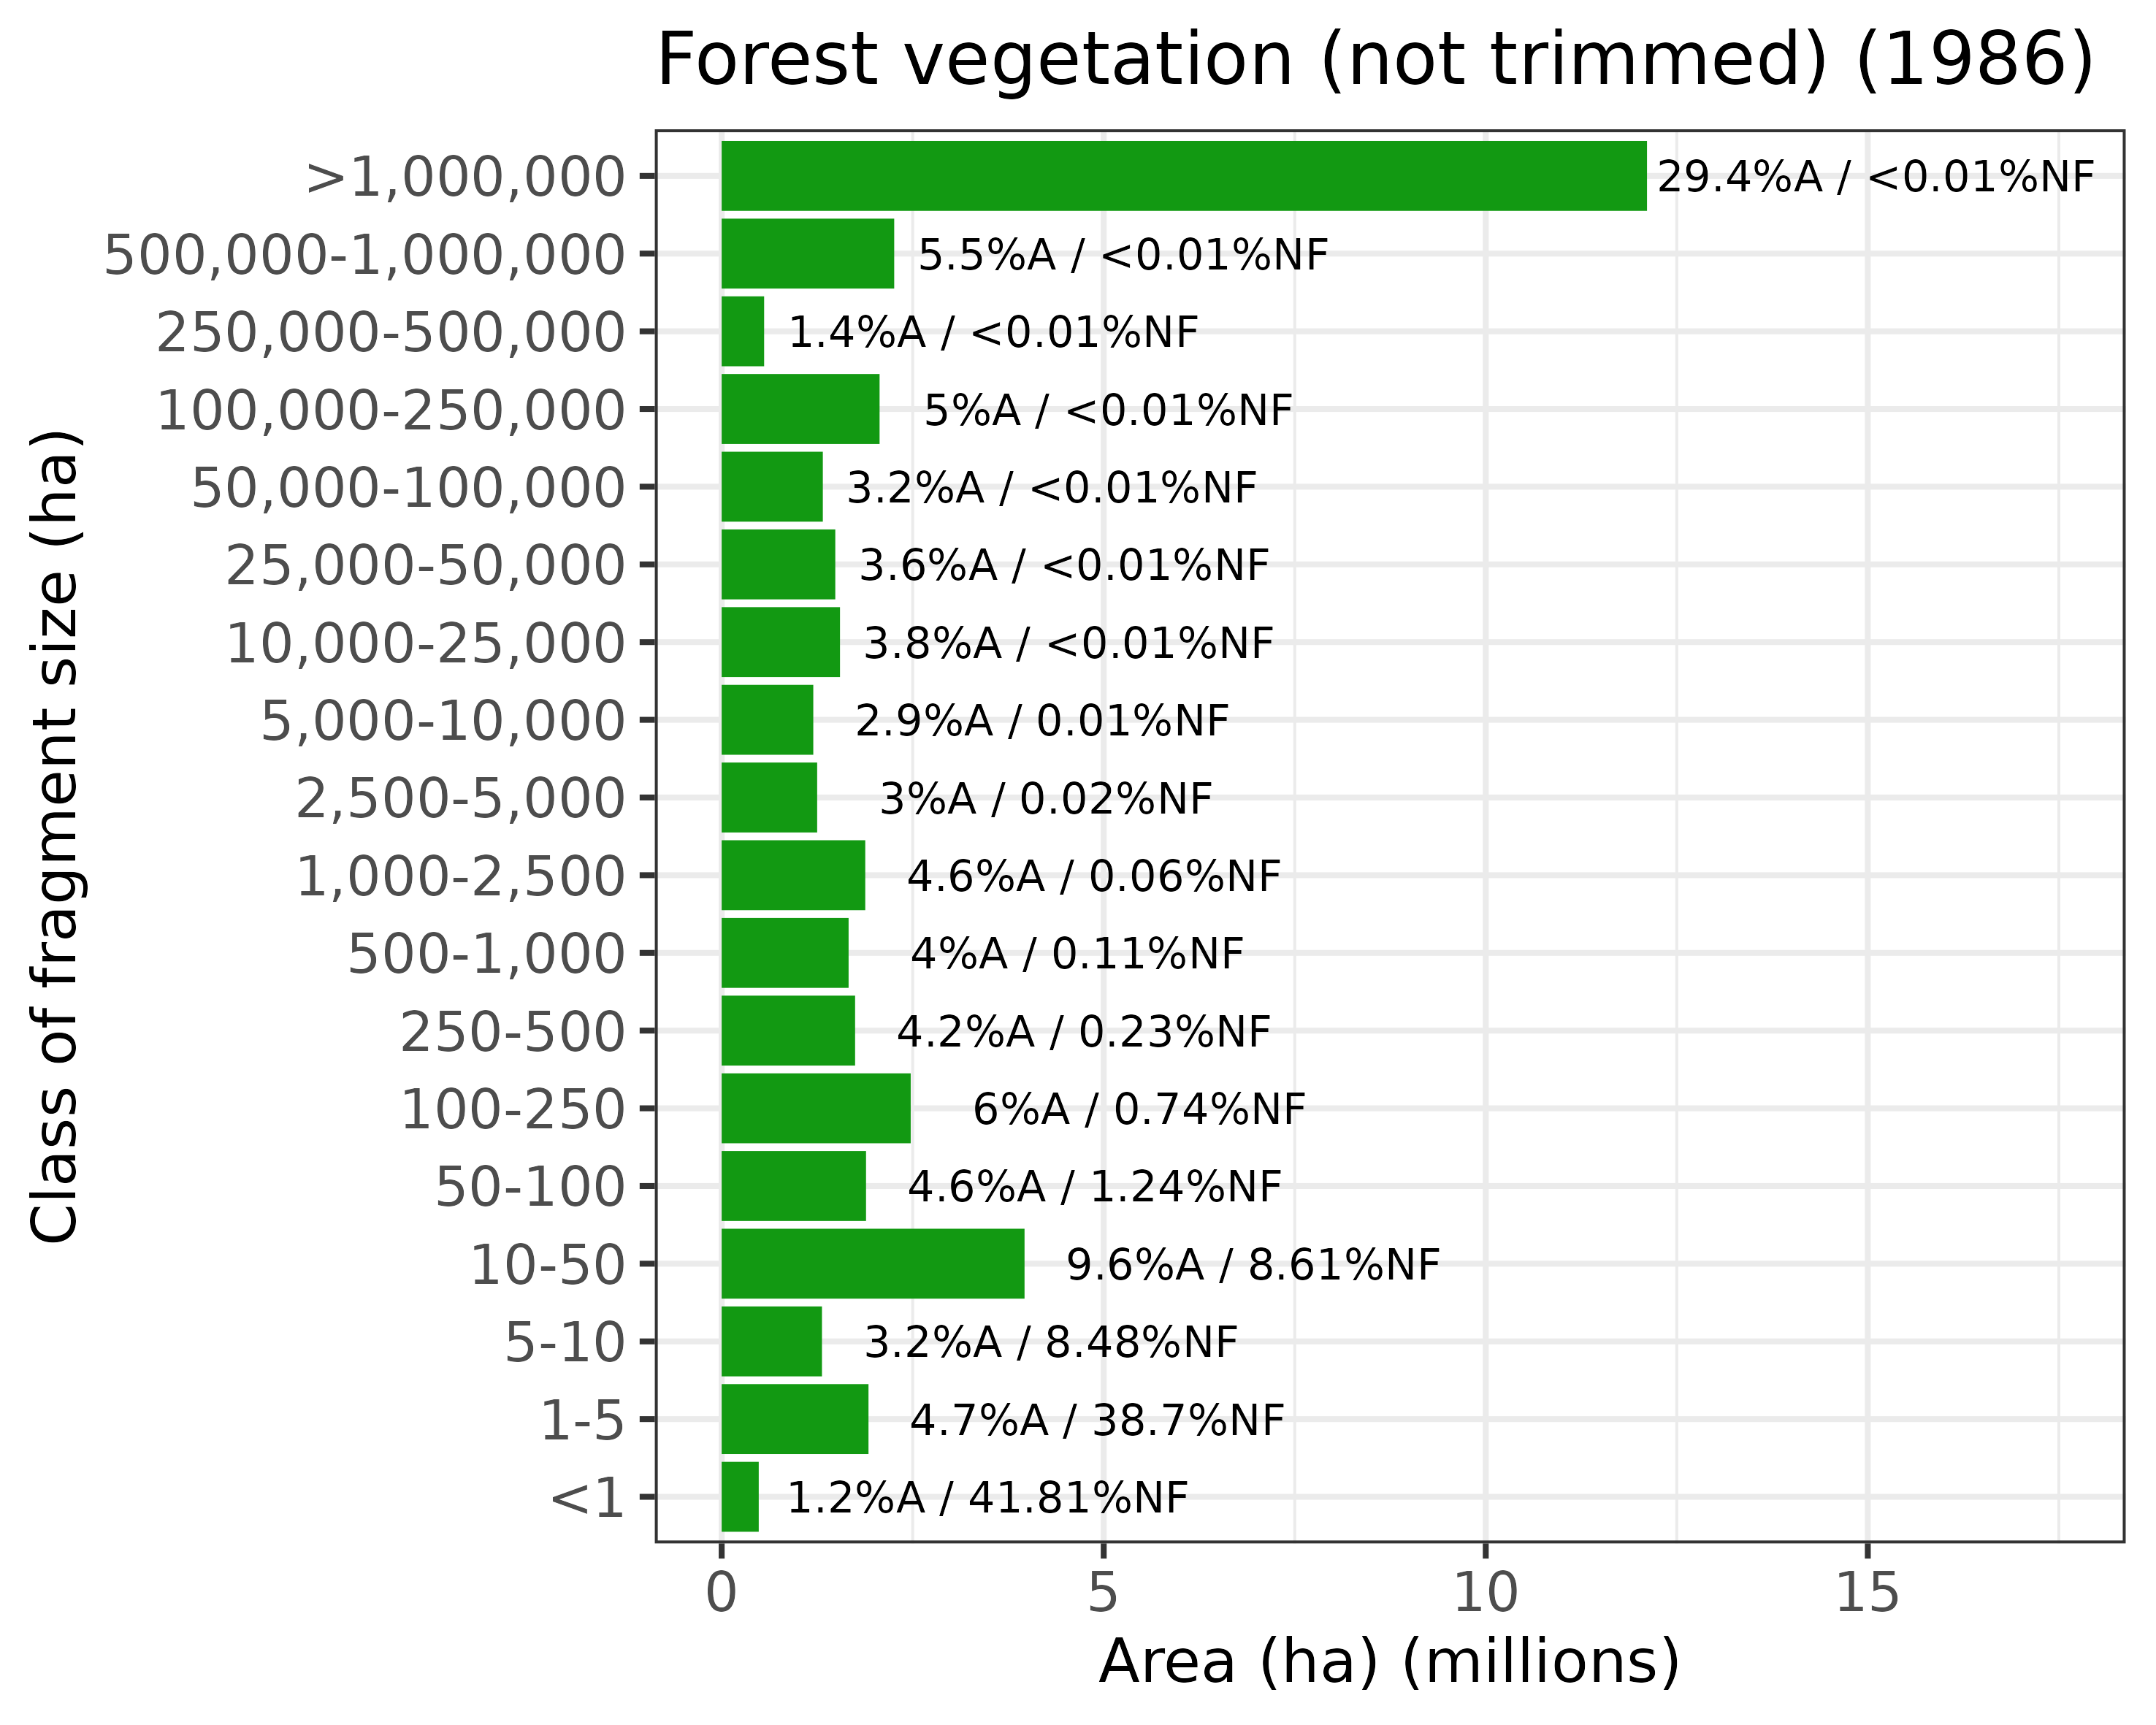 Forest vegetation (not trimmed) (1986)
Class of fragment size (ha)
>1,000,000 29.4%A / <0.01%NF
500,000-1,000,000 5.5%A / <0.01%NF
250,000-500,000 1.4%A / <0.01%NF
100,000-250,000 5%A / <0.01%NF
50,000-100,000 3.2%A / <0.01%NF
25,000-50,000 3.6%A / <0.01%NF
10,000-25,000 3.8%A / <0.01%NF
5,000-10,000 2.9%A / 0.01%NF
2,500-5,000 3%A / 0.02%NF
1,000-2,500 4.6%A / 0.06%NF
500-1,000 4%A / 0.11%NF
250-500 4.2%A / 0.23%NF
100-250 6%A / 0.74%NF
50-100 4.6%A / 1.24%NF
10-50 9.6%A / 8.61%NF
5-10 3.2%A / 8.48%NF
1-5 4.7%A / 38.7%NF
<1 1.2%A / 41.81%NF
0 5 10 15
Area (ha) (millions)